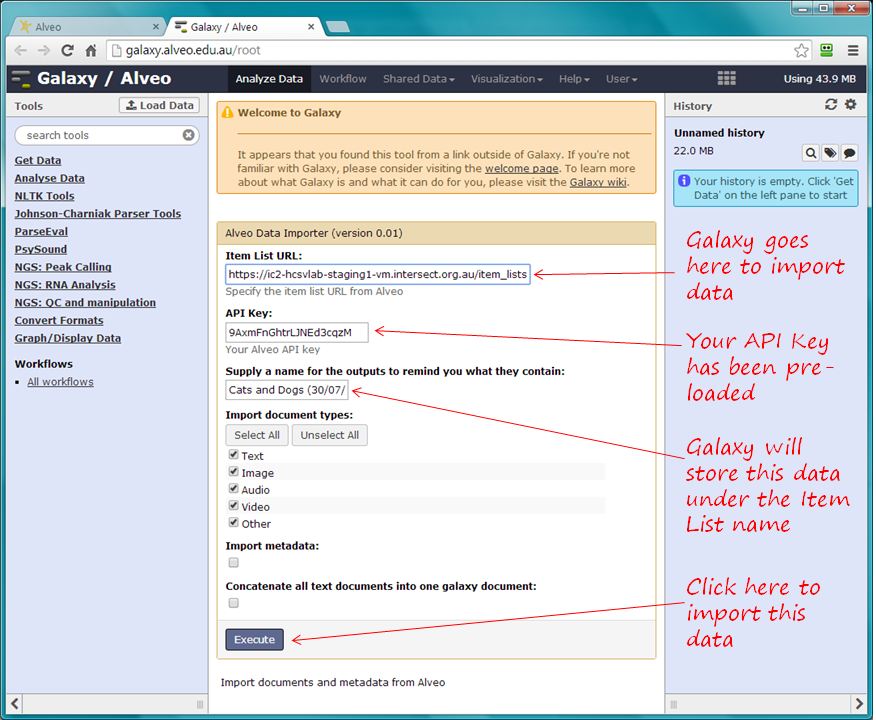 Alveo
Galaxy / Alveo
galaxy.alveo.edu.au/root
Galaxy / Alveo
Analyze Data Workflow Shared Data Visualization Help User
Using 43.9 MB
Tools
Load Data
search tools
Get Data
Analyse Data
NLTK Tools
Johnson-Charniak Parser Tools
ParseEval
PsySound
NGS: Peak Calling
NGS: RNA Analysis
NGS: QC and manipulation
Convert Formats
Graph/Display Data
Workflows
All workflows
Welcome to Galaxy
It appears that you found this tool from a link outside of Galaxy. If you're not
familiar with Galaxy, please consider visiting the welcome page. To learn more
about what Galaxy is and what it can do for you, please visit the Galaxy wiki.
Alveo Data Importer (version 0.01)
Item List URL:
https://ic2-hcsvlab-staging1-vm.intersect.org.au/item_lists
Specify the item list URL from Alveo
API Key:
9AxmFnGhtrLJNEd3cqzM
Your Alveo API key
Supply a name for the outputs to remind you what they contain:
Cats and Dogs (30/07/
Import document types:
Select All Unselect All
Text
Image
Audio
Video
Other
Import metadata:
Concatenate all text documents into one galaxy document:
Execute
Import documents and metadata from Alveo
History
Unnamed history
22.0 MB
Your history is empty. Click 'Get
Data' on the left pane to start
Galaxy goes
here to import
data
Your API Key
has been pre-
loaded
Galaxy will
store this data
under the Item
List name
Click here to
import this
data